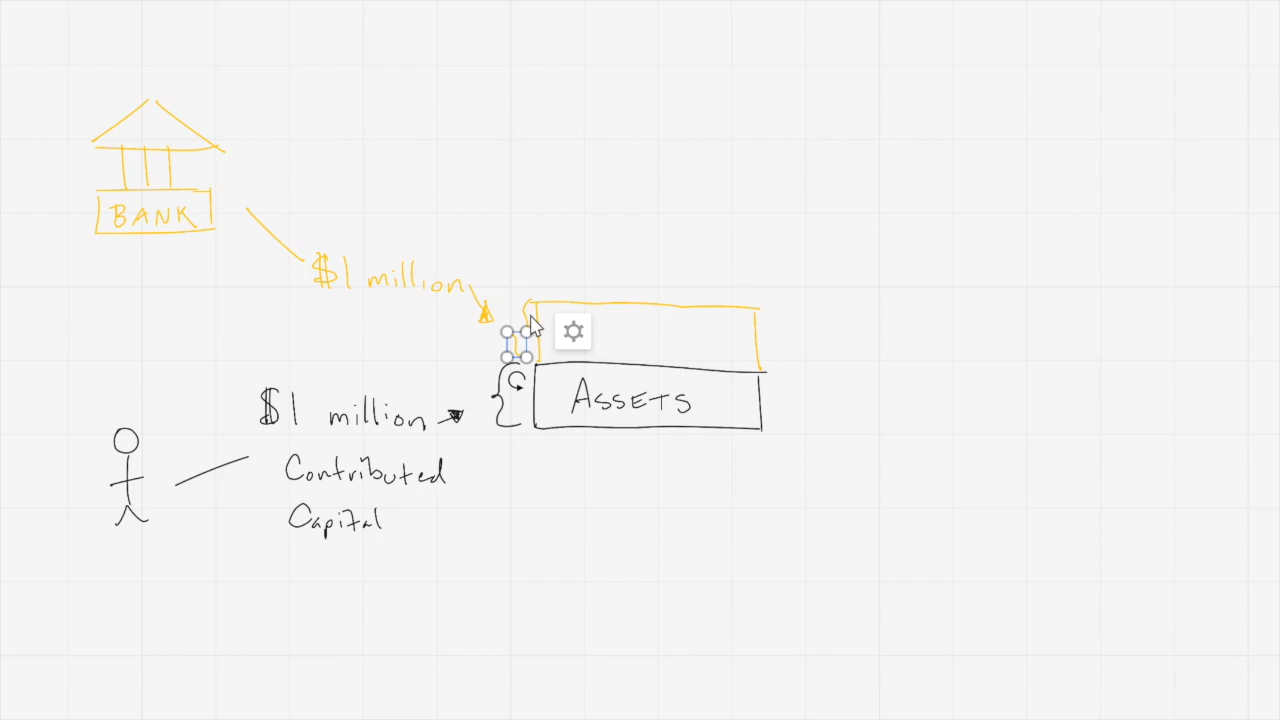 BANK
$1 million
ASSETS
$1 million
Contributed
Capital